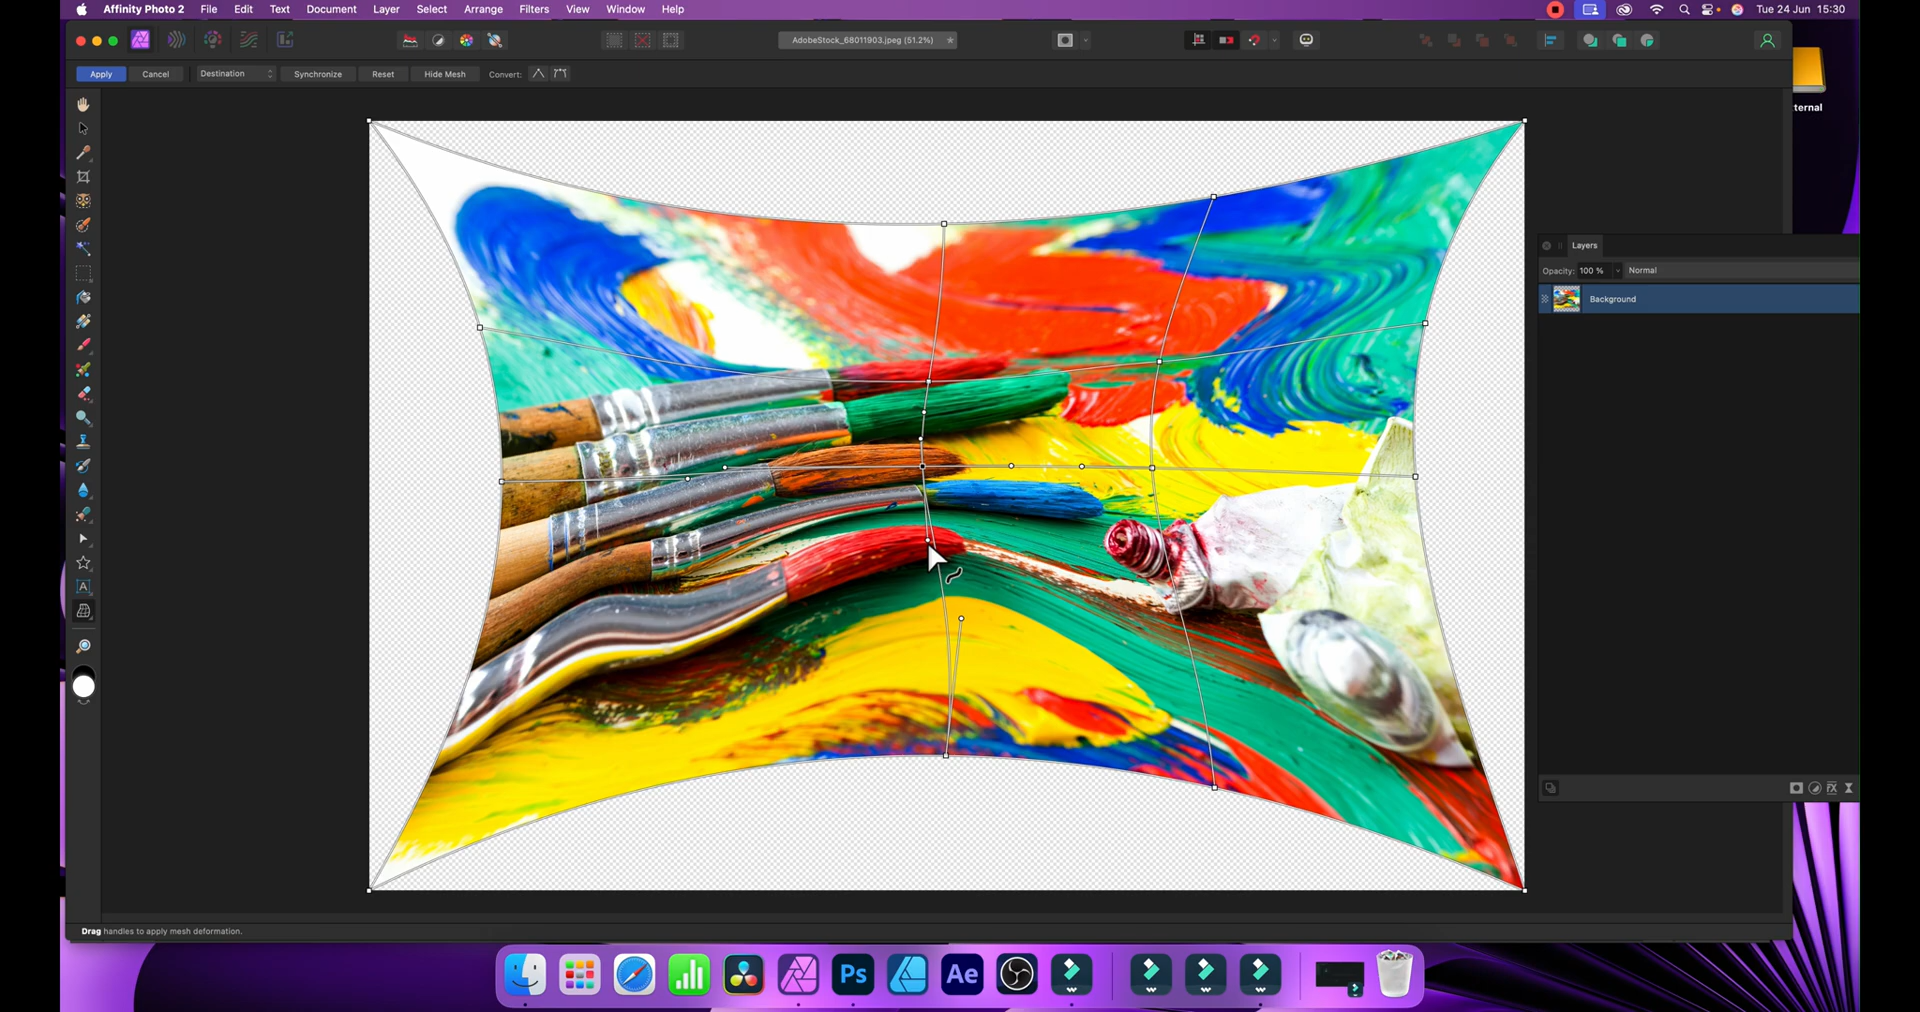 Affinity Photo 2 File Edit Text Document Layer Select Arrange Filters View Window Help Tue 24 Jun 15:30
AdobeStock_68011903.jpeg (51.2%)
Apply Cancel Destination Synchronize Reset Hide Mesh Convert:
ternal
Layers
Opacity: 100 % Normal
Background
FX
A
Drag handles to apply mesh deformation.
Ps Ae